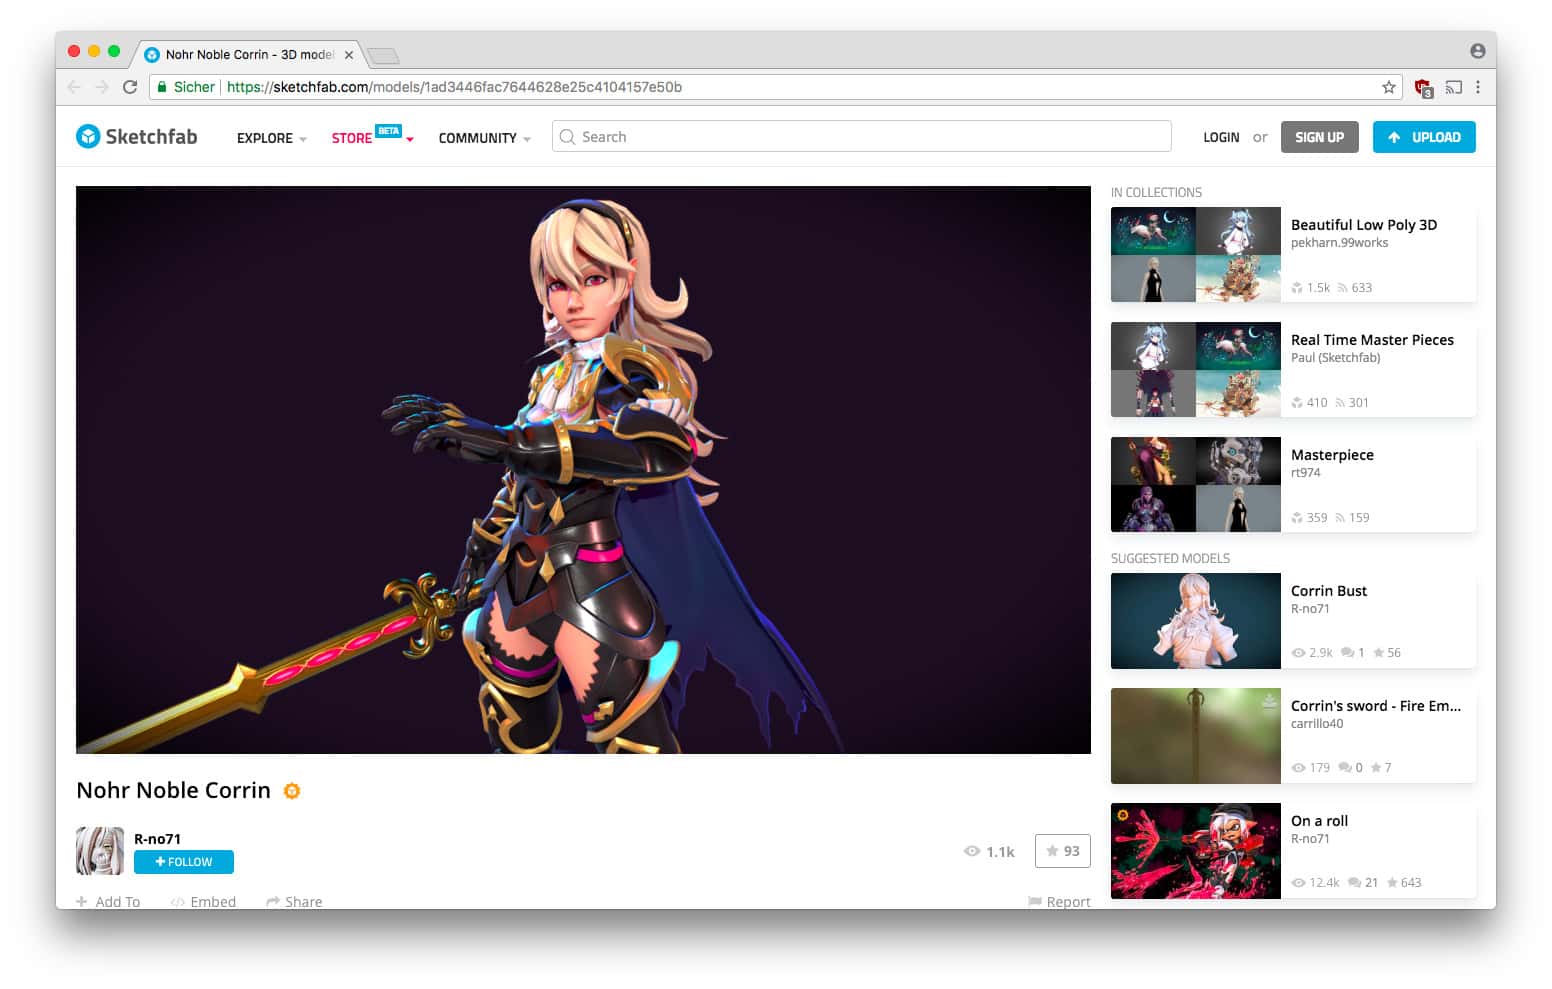 Nohr Noble Corrin - 3D model
Sicher https://sketchfab.com/models/1ad3446fac7644628e25c4104157e50b
3
Sketchfab
EXPLORE
STORE BETA
COMMUNITY
Search
LOGIN or SIGN UP
UPLOAD
IN COLLECTIONS
Beautiful Low Poly 3D
pekharn.99works
1.5k 633
Real Time Master Pieces
Paul (Sketchfab)
410 301
Masterpiece
rt974
359 159
SUGGESTED MODELS
Corrin Bust
R-no71
2.9k 1 56
Corrin's sword - Fire Em...
carrillo40
179 0 7
On a roll
R-no71
12.4k 21 643
Nohr Noble Corrin
R-no71
+ FOLLOW
1.1k
93
+ Add To
</> Embed
Share
Report